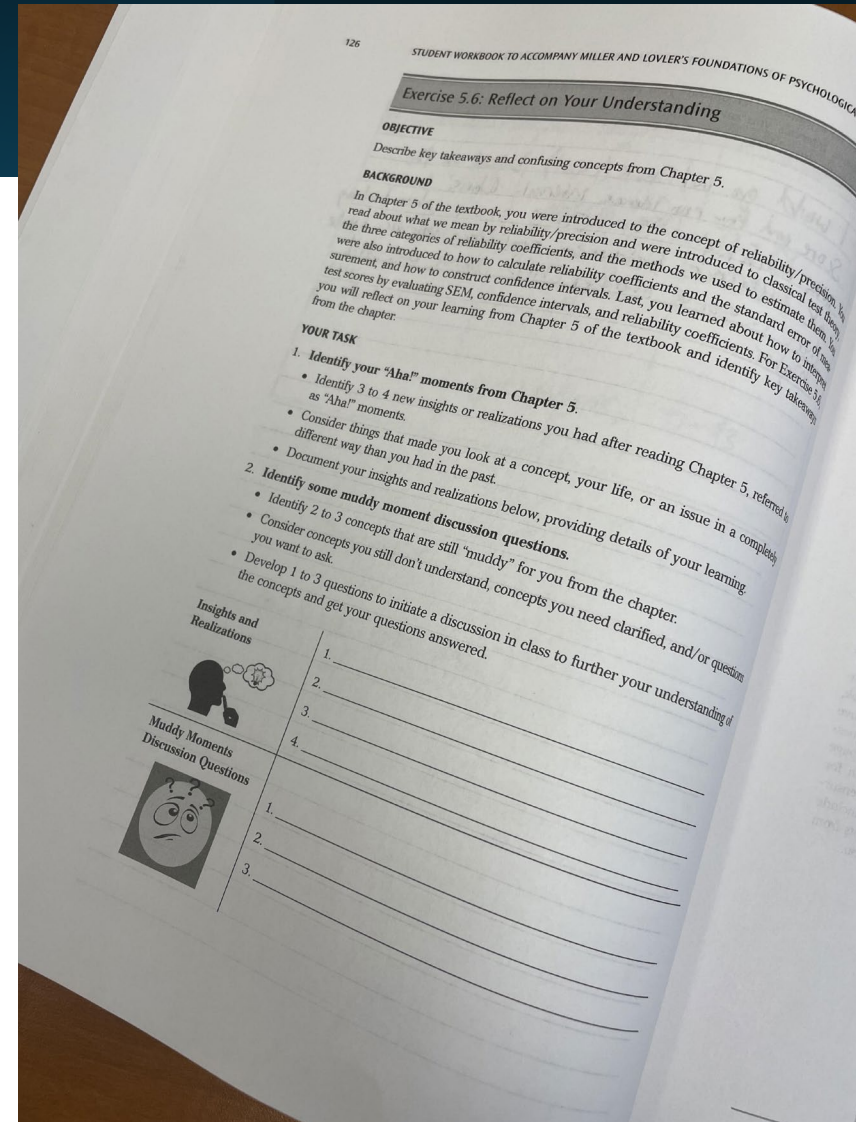 126
STUDENT WORKBOOK TO ACCOMPANY MILLER AND LOVLER'S FOUNDATIONS OF
Exercise 5.6: Reflect on Your Understanding
OBJECTIVE
Describe key takeaways and confusing concepts from Chapter 5.
BACKGROUND
In Chapter 5 of the textbook, you were introduced to the concept of reliability/precision. You
read about what we mean by reliability/precision and were introduced to classical test theory,
the three categories of reliability coefficients, and the methods we used to estimate them. You
were also introduced to how to calculate reliability coefficients and the standard error of mea
surement, and how to construct confidence intervals. Last, you learned about how to interpret
test scores by evaluating SEM, confidence intervals, and reliability coefficients. For Exercise 5.6,
you will reflect on your learning from Chapter 5 of the textbook and identify key takeaways
from the chapter.
YOUR TASK
1. Identify your "Aha!" moments from Chapter 5.
• Identify 3 to 4 new insights or realizations you had after reading Chapter 5, referred to
as "Aha!" moments.
• Consider things that made you look at a concept, your life, or an issue in a completely
different way than you had in the past.
• Document your insights and realizations below, providing details of your learning.
2. Identify some muddy moment discussion questions.
• Identify 2 to 3 concepts that are still "muddy" for you from the chapter.
• Consider concepts you still don't understand, concepts you need clarified, and/or questions
you want to ask.
• Develop 1 to 3 questions to initiate a discussion in class to further your understanding of
the concepts and get your questions answered.
Insights and
Realizations
1.
2.
3.
4.
Muddy Moments
Discussion Questions
? ? ?
1.
2.
3.